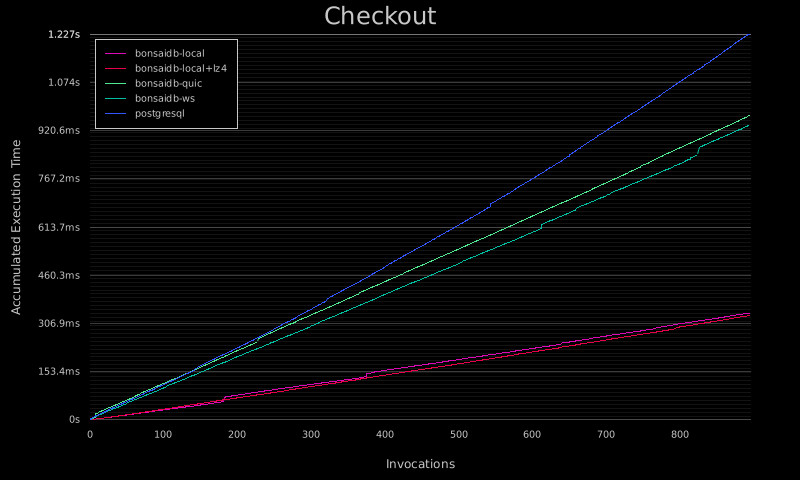 Checkout
1.227s
1.074s
920.6ms
767.2ms
613.7ms
460.3ms
306.9ms
153.4ms
0s
Accumulated Execution Time
bonsaidb-local
bonsaidb-local+lz4
bonsaidb-quic
bonsaidb-ws
postgresql
0 100 200 300 400 500 600 700 800
Invocations